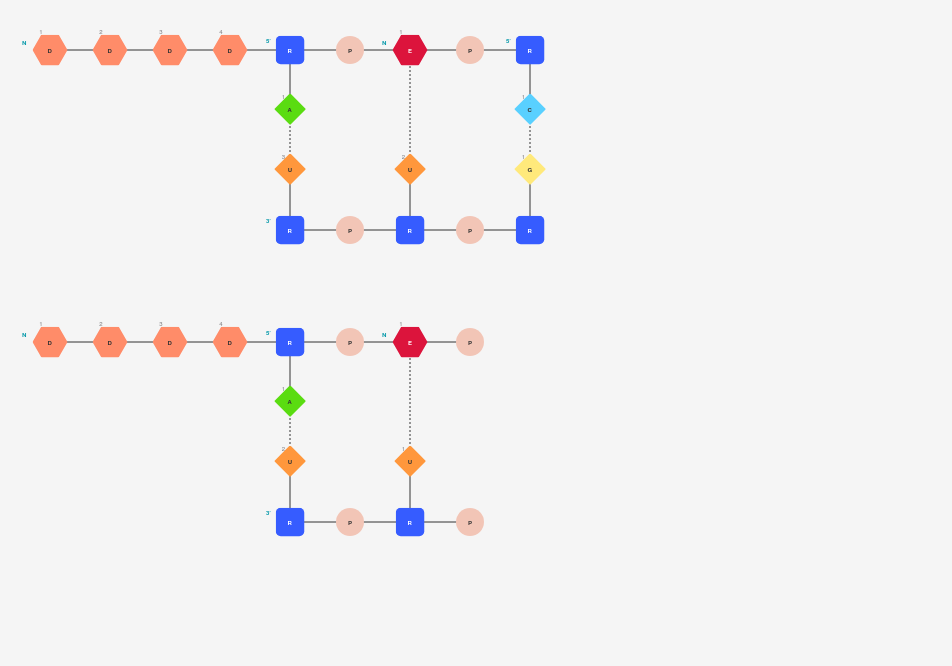 1 2 3 4 1
N D D D D 5' R P N E P 5' R
1 1
A C
3 2 1
U U G
3' R P R P R
1 2 3 4 1
N D D D D 5' R P N E P
1
A
2 1
U U
3' R P R P